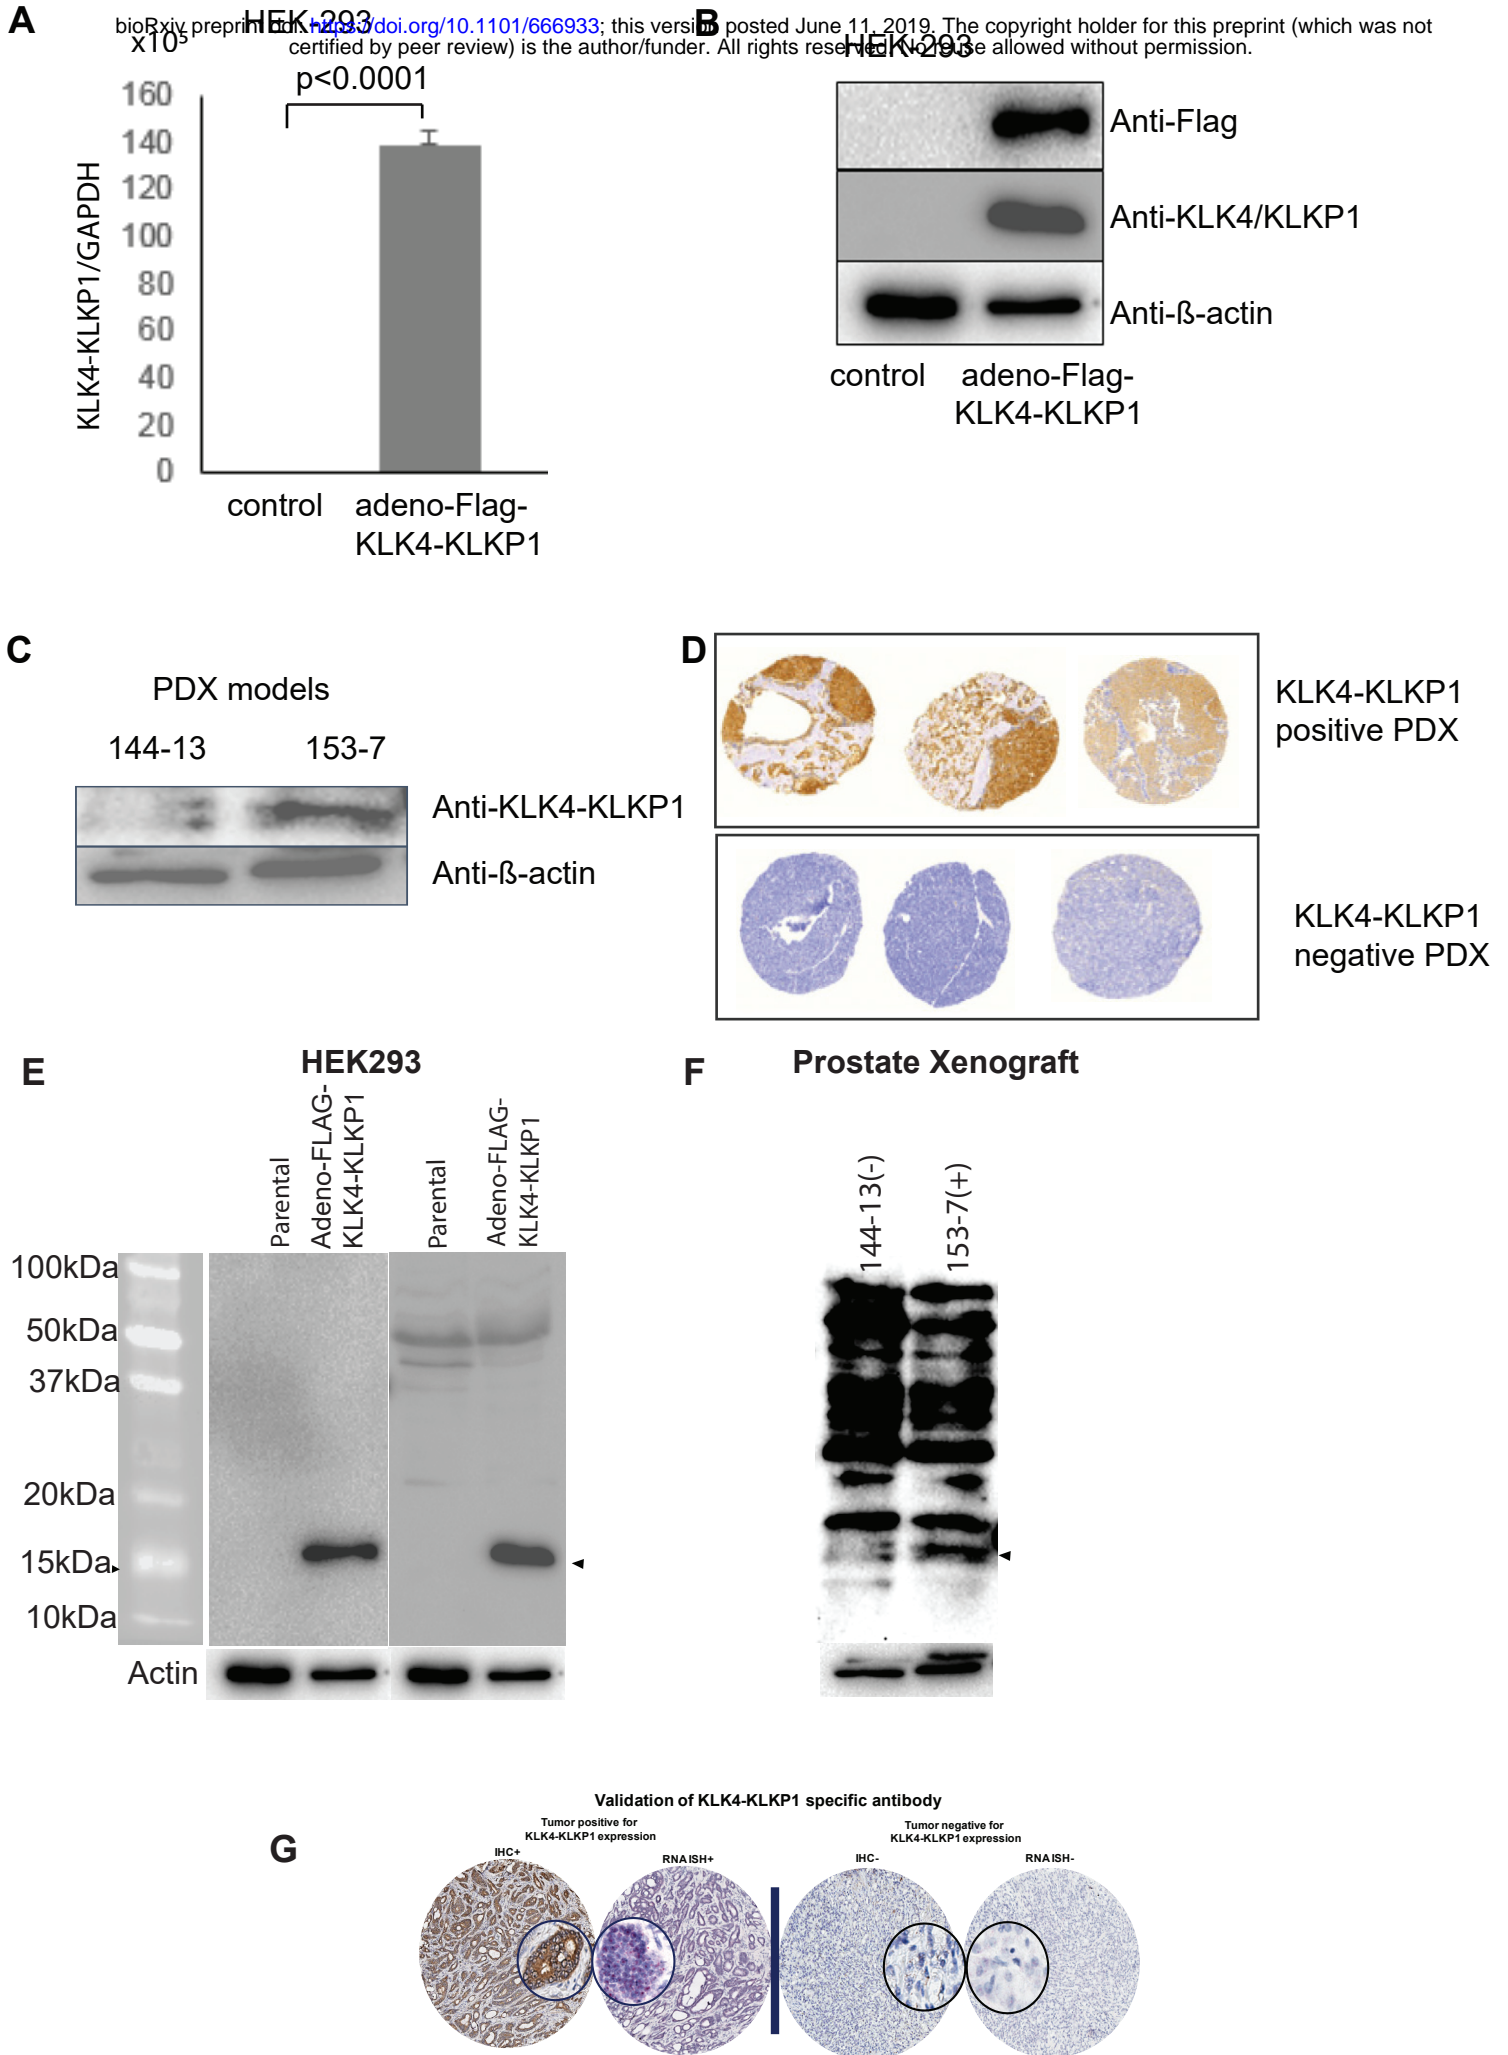 bioRxiv preprint doi: https://doi.org/10.1101/666933; this version posted June 11, 2019. The copyright holder for this preprint (which was not
certified by peer review) is the author/funder. All rights reserved. No reuse allowed without permission.
A
HEK-293
x10⁵
p<0.0001
KLK4-KLKP1/GAPDH
160
140
120
100
80
60
40
20
0
control
adeno-Flag-
KLK4-KLKP1
B
HEK-293
Anti-Flag
Anti-KLK4/KLKP1
Anti-ß-actin
control
adeno-Flag-
KLK4-KLKP1
C
PDX models
144-13
153-7
Anti-KLK4-KLKP1
Anti-ß-actin
D
KLK4-KLKP1
positive PDX
KLK4-KLKP1
negative PDX
E
HEK293
Parental
Adeno-FLAG-
KLK4-KLKP1
Parental
Adeno-FLAG-
KLK4-KLKP1
100kDa
50kDa
37kDa
20kDa
15kDa
10kDa
Actin
F
Prostate Xenograft
144-13(-)
153-7(+)
G
Validation of KLK4-KLKP1 specific antibody
Tumor positive for
KLK4-KLKP1 expression
IHC+
RNA ISH+
Tumor negative for
KLK4-KLKP1 expression
IHC-
RNA ISH-